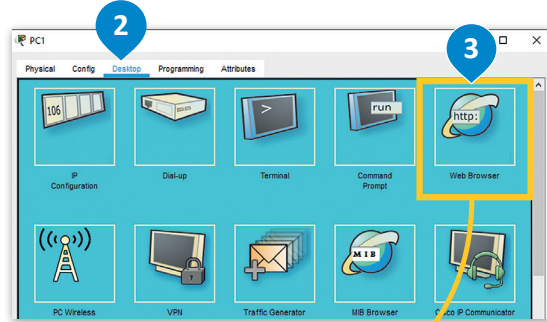 2
PC1
3
Physical Config Desktop Programming Attributes
106
>
run
http:
IP
Configuration
Dial-up
Terminal
Command
Prompt
Web Browser
MIB
PC Wireless
VPN
Traffic Generator
MIB Browser
Cisco IP Communicator